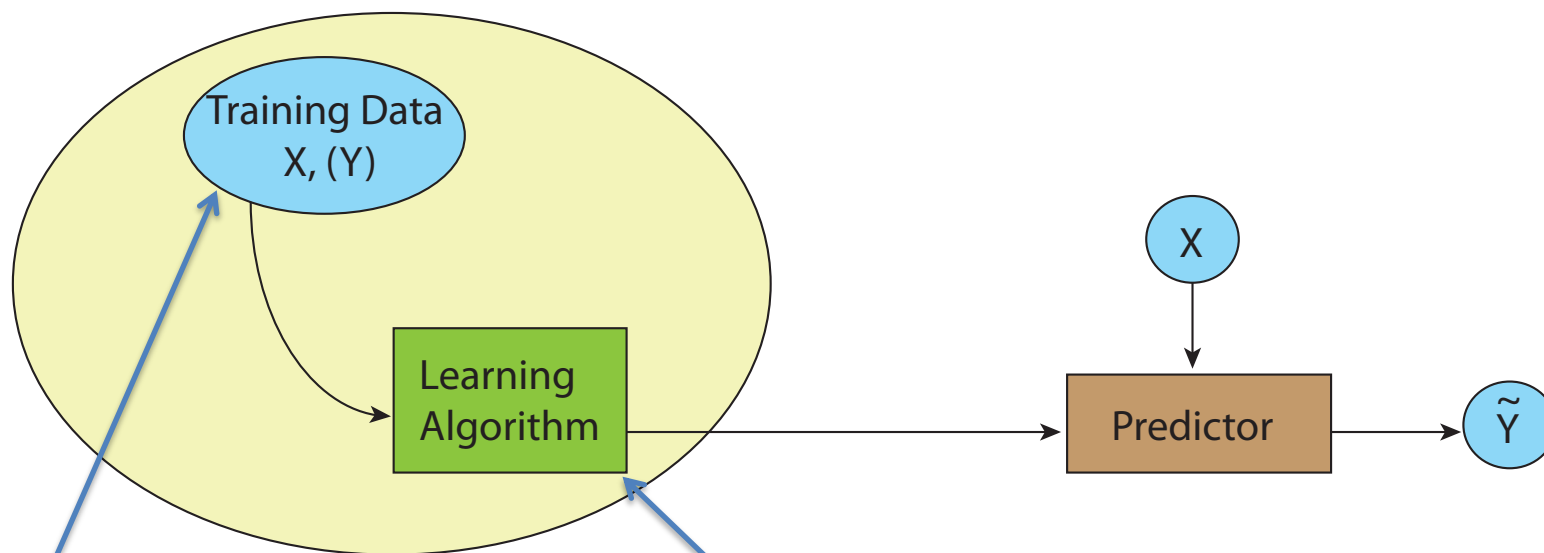 Training Data
X, (Y)
Learning
Algorithm
X
Predictor
Ỹ